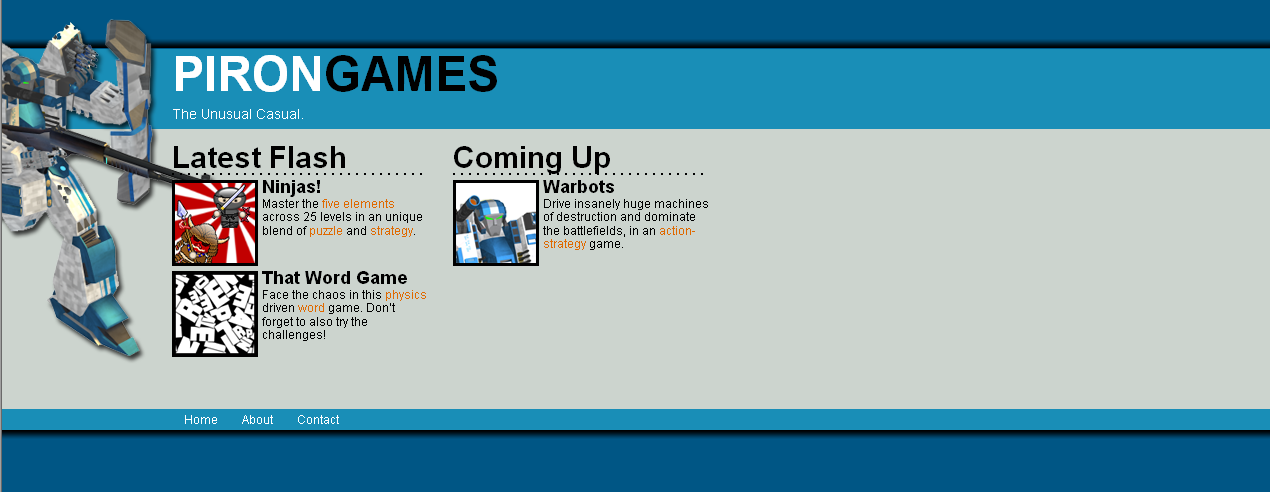 PIRONGAMES
The Unusual Casual.
Latest Flash
Ninjas!
Master the five elements
across 25 levels in an unique
blend of puzzle and strategy.
That Word Game
Face the chaos in this physics
driven word game. Don't
forget to also try the
challenges!
Coming Up
Warbots
Drive insanely huge machines
of destruction and dominate
the battlefields, in an action-
strategy game.
Home About Contact